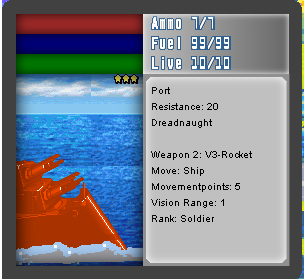 Ammo 7/7
Fuel 99/99
Live 10/10
Port
Resistance: 20
Dreadnaught
Weapon 2: V3-Rocket
Move: Ship
Movementpoints: 5
Vision Range: 1
Rank: Soldier